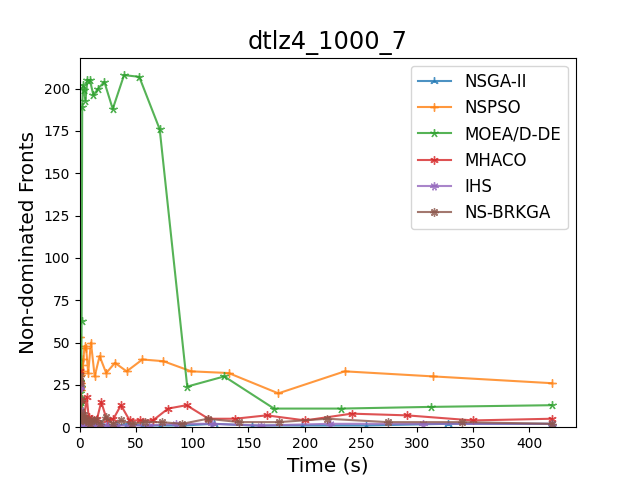 dtlz4_1000_7
Non-dominated Fronts
200
175
150
125
100
75
50
25
0
0 50 100 150 200 250 300 350 400
Time (s)
NSGA-II
NSPSO
MOEA/D-DE
MHACO
IHS
NS-BRKGA